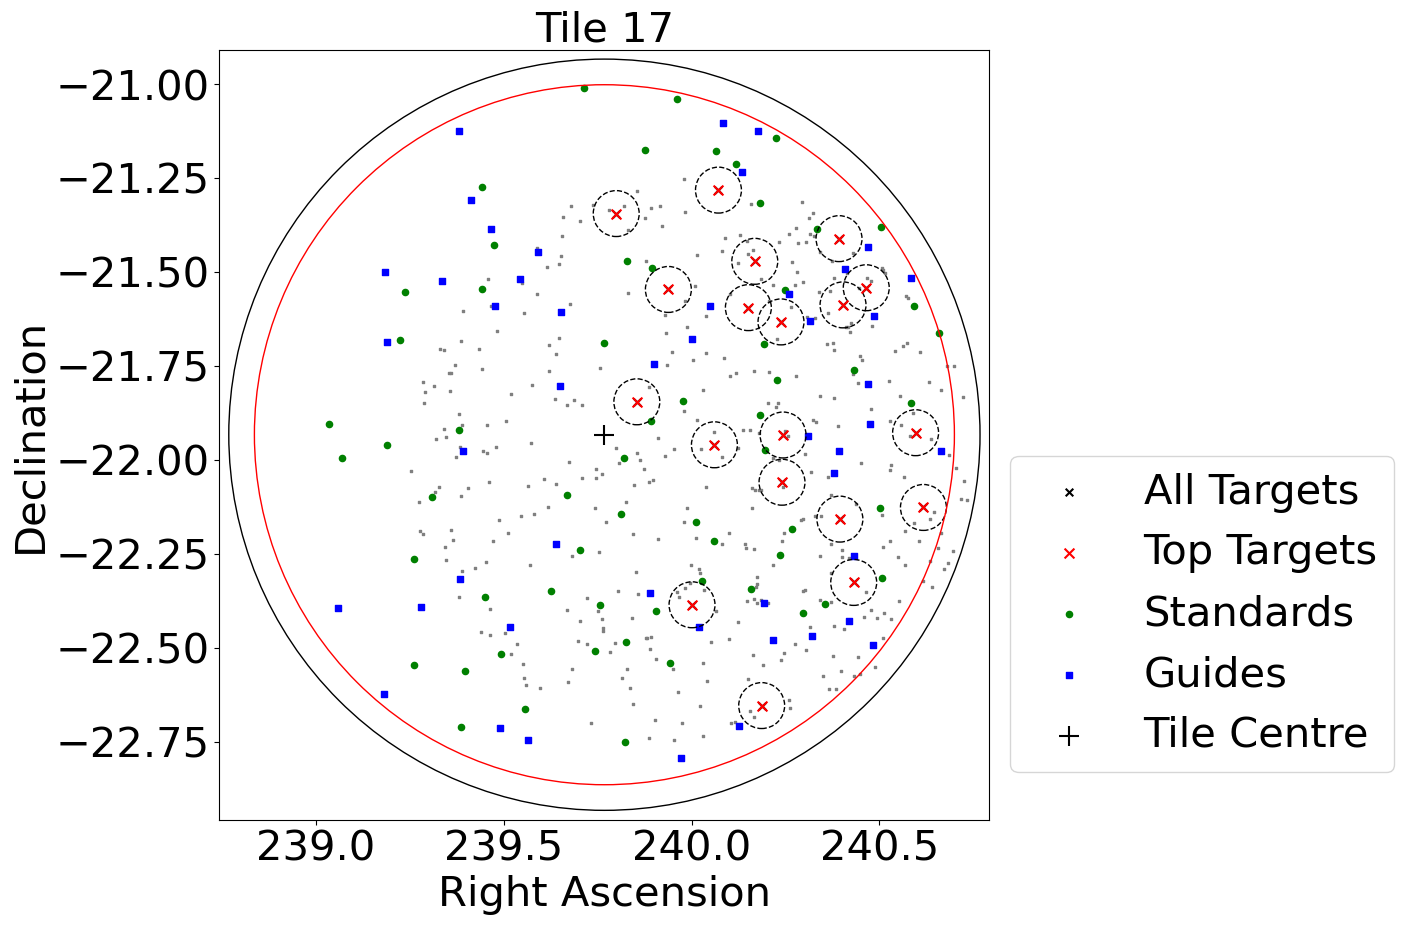 Tile 17
−21.00
−21.25
−21.50
−21.75
−22.00
−22.25
−22.50
−22.75
Declination
239.0 239.5 240.0 240.5
Right Ascension
All Targets
Top Targets
Standards
Guides
Tile Centre